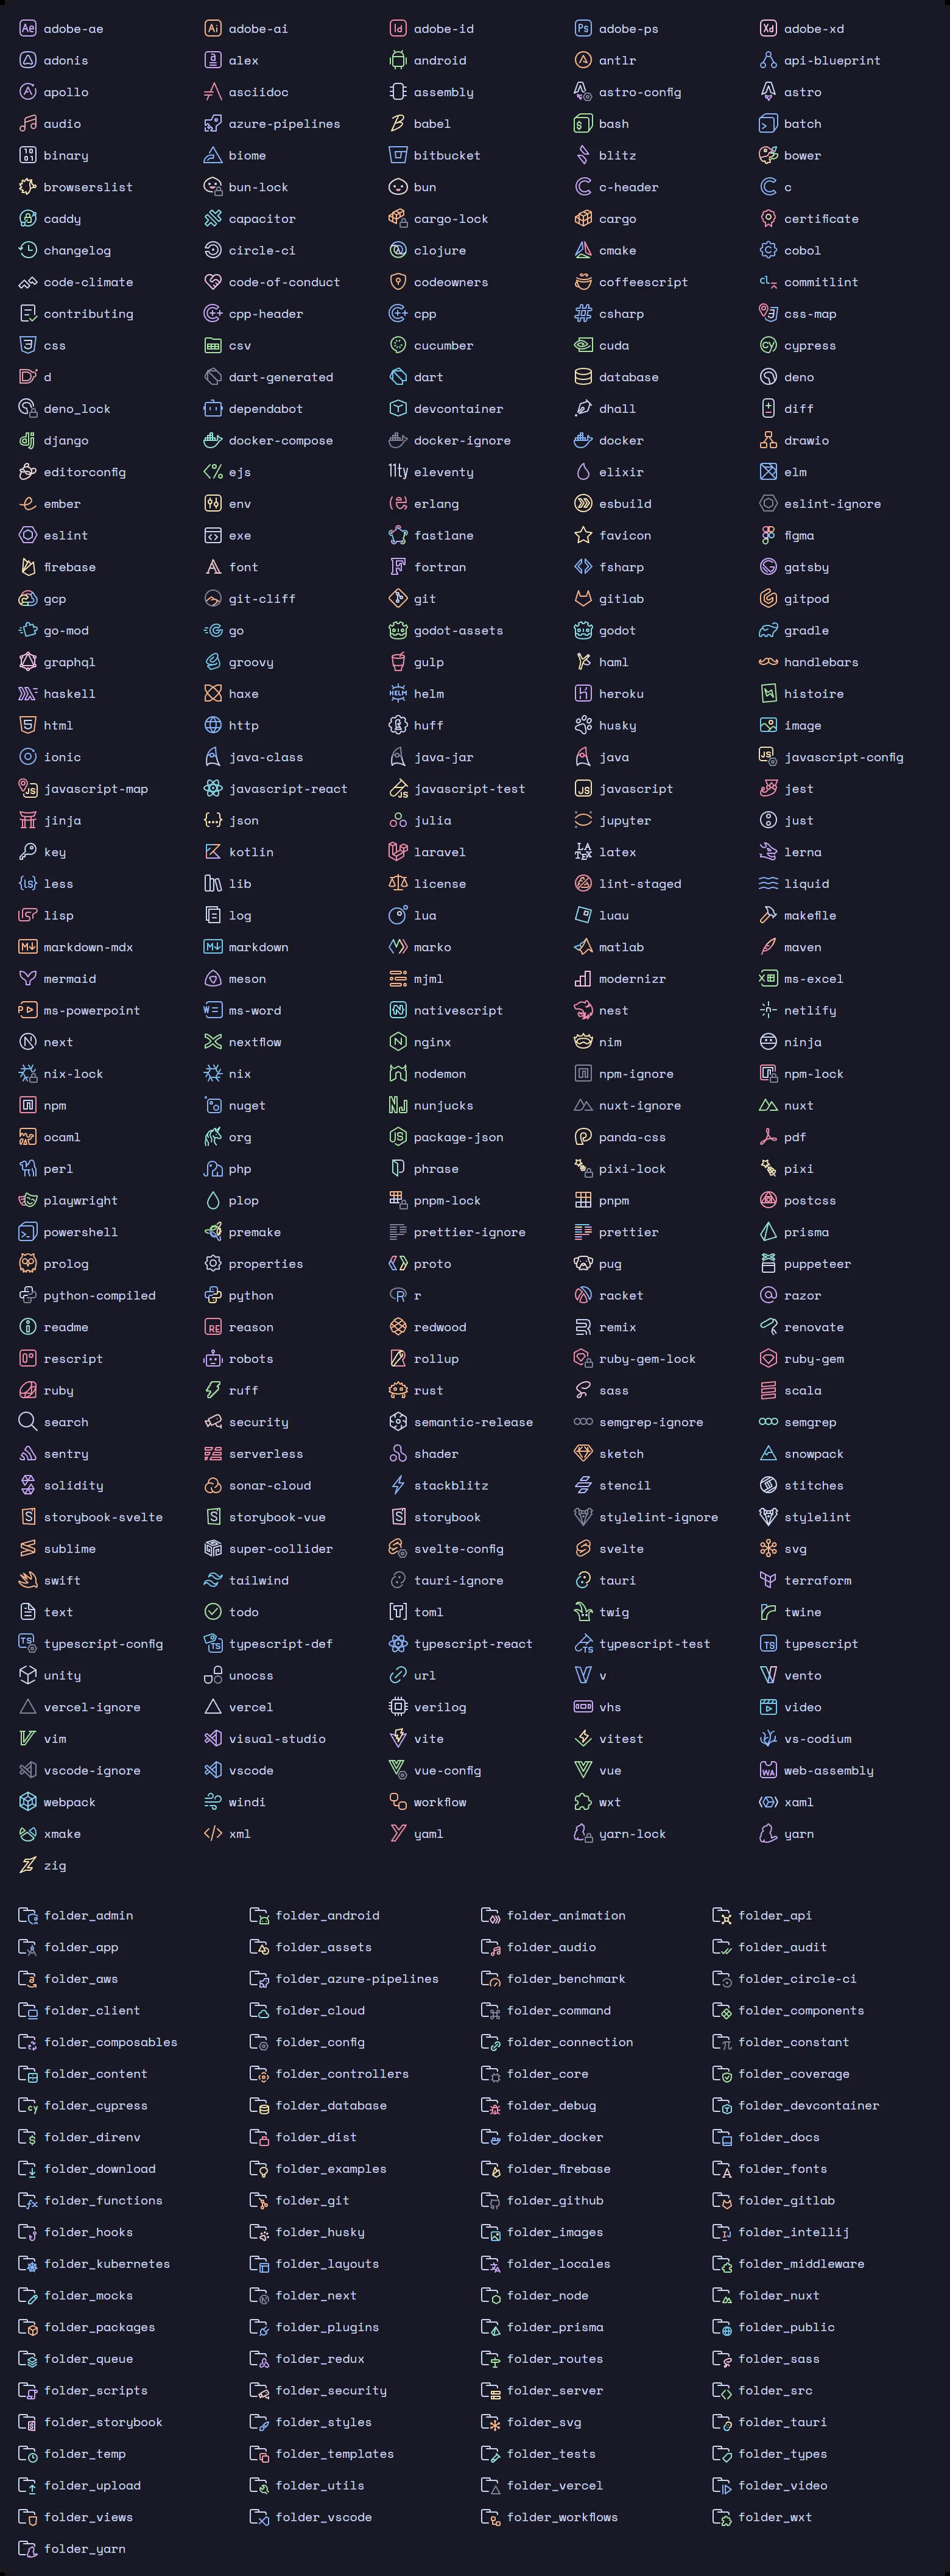 adobe-ae adobe-ai adobe-id adobe-ps adobe-xd
adonis alex android antlr api-blueprint
apollo asciidoc assembly astro-config astro
audio azure-pipelines babel bash batch
binary biome bitbucket blitz bower
browserslist bun-lock bun c-header c
caddy capacitor cargo-lock cargo certificate
changelog circle-ci clojure cmake cobol
code-climate code-of-conduct codeowners coffeescript commitlint
contributing cpp-header cpp csharp css-map
css csv cucumber cuda cypress
d dart-generated dart database deno
deno_lock dependabot devcontainer dhall diff
django docker-compose docker-ignore docker drawio
editorconfig ejs eleventy elixir elm
ember env erlang esbuild eslint-ignore
eslint exe fastlane favicon figma
firebase font fortran fsharp gatsby
gcp git-cliff git gitlab gitpod
go-mod go godot-assets godot gradle
graphql groovy gulp haml handlebars
haskell haxe helm heroku histoire
html http huff husky image
ionic java-class java-jar java javascript-config
javascript-map javascript-react javascript-test javascript jest
jinja json julia jupyter just
key kotlin laravel latex lerna
less lib license lint-staged liquid
lisp log lua luau makefile
markdown-mdx markdown marko matlab maven
mermaid meson mjml modernizr ms-excel
ms-powerpoint ms-word nativescript nest netlify
next nextflow nginx nim ninja
nix-lock nix nodemon npm-ignore npm-lock
npm nuget nunjucks nuxt-ignore nuxt
ocaml org package-json panda-css pdf
perl php phrase pixi-lock pixi
playwright plop pnpm-lock pnpm postcss
powershell premake prettier-ignore prettier prisma
prolog properties proto pug puppeteer
python-compiled python r racket razor
readme reason redwood remix renovate
rescript robots rollup ruby-gem-lock ruby-gem
ruby ruff rust sass scala
search security semantic-release semgrep-ignore semgrep
sentry serverless shader sketch snowpack
solidity sonar-cloud stackblitz stencil stitches
storybook-svelte storybook-vue storybook stylelint-ignore stylelint
sublime super-collider svelte-config svelte svg
swift tailwind tauri-ignore tauri terraform
text todo toml twig twine
typescript-config typescript-def typescript-react typescript-test typescript
unity unocss url v vento
vercel-ignore vercel verilog vhs video
vim visual-studio vite vitest vs-codium
vscode-ignore vscode vue-config vue web-assembly
webpack windi workflow wxt xaml
xmake xml yaml yarn-lock yarn
zig
folder_admin folder_android folder_animation folder_api
folder_app folder_assets folder_audio folder_audit
folder_aws folder_azure-pipelines folder_benchmark folder_circle-ci
folder_client folder_cloud folder_command folder_components
folder_composables folder_config folder_connection folder_constant
folder_content folder_controllers folder_core folder_coverage
folder_cypress folder_database folder_debug folder_devcontainer
folder_direnv folder_dist folder_docker folder_docs
folder_download folder_examples folder_firebase folder_fonts
folder_functions folder_git folder_github folder_gitlab
folder_hooks folder_husky folder_images folder_intellij
folder_kubernetes folder_layouts folder_locales folder_middleware
folder_mocks folder_next folder_node folder_nuxt
folder_packages folder_plugins folder_prisma folder_public
folder_queue folder_redux folder_routes folder_sass
folder_scripts folder_security folder_server folder_src
folder_storybook folder_styles folder_svg folder_tauri
folder_temp folder_templates folder_tests folder_types
folder_upload folder_utils folder_vercel folder_video
folder_views folder_vscode folder_workflows folder_wxt
folder_yarn